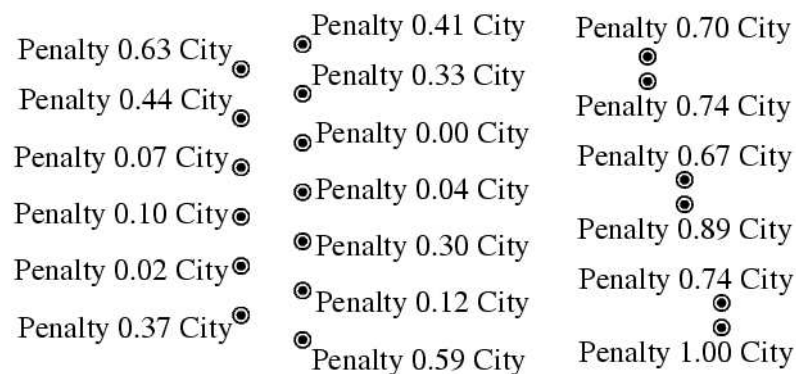 Penalty 0.63 City
Penalty 0.44 City
Penalty 0.07 City
Penalty 0.10 City
Penalty 0.02 City
Penalty 0.37 City
Penalty 0.41 City
Penalty 0.33 City
Penalty 0.00 City
Penalty 0.04 City
Penalty 0.30 City
Penalty 0.12 City
Penalty 0.59 City
Penalty 0.70 City
Penalty 0.74 City
Penalty 0.67 City
Penalty 0.89 City
Penalty 0.74 City
Penalty 1.00 City